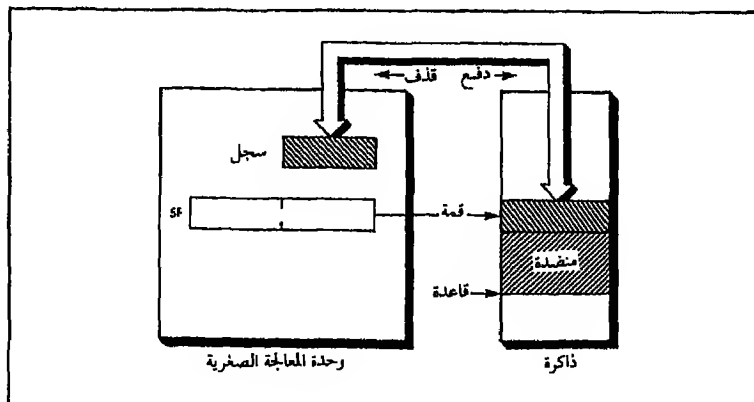 دفع قذف
سجل
SP
قمة
منضدة
قاعدة
وحدة المعالجة الصغرية
ذاكرة